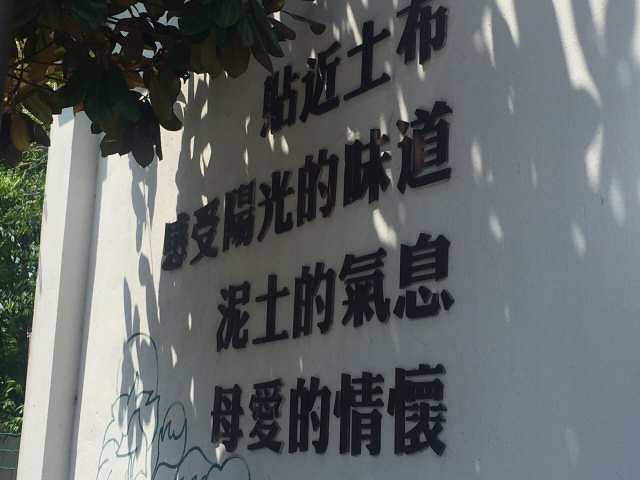 貼近土布
感受陽光的味道
泥土的氣息
母愛的情懷